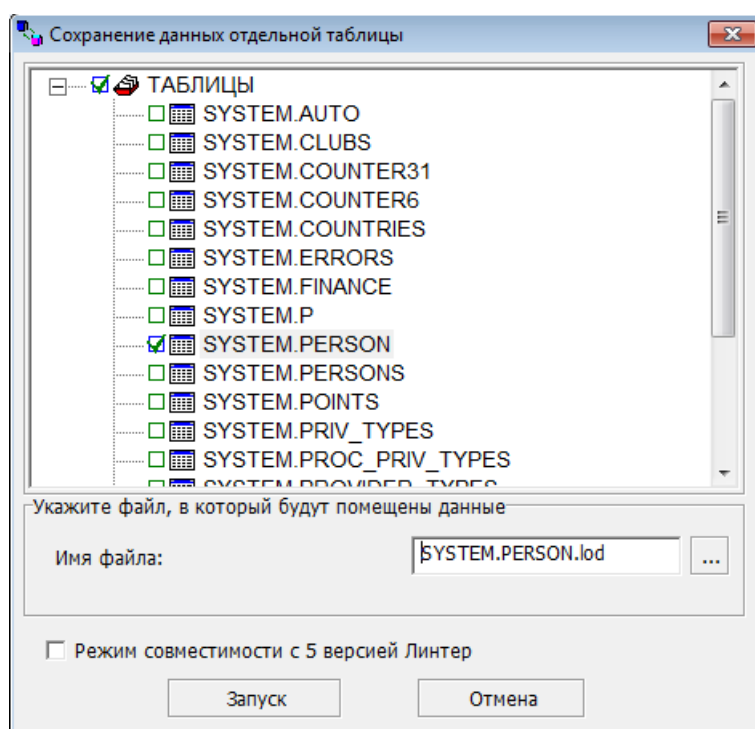 Сохранение данных отдельной таблицы
ТАБЛИЦЫ
SYSTEM.AUTO
SYSTEM.CLUBS
SYSTEM.COUNTER31
SYSTEM.COUNTER6
SYSTEM.COUNTRIES
SYSTEM.ERRORS
SYSTEM.FINANCE
SYSTEM.P
SYSTEM.PERSON
SYSTEM.PERSONS
SYSTEM.POINTS
SYSTEM.PRIV_TYPES
SYSTEM.PROC_PRIV_TYPES
SYSTEM.PROVIDER_TYPES
Укажите файл, в который будут помещены данные
Имя файла: SYSTEM.PERSON.lod ...
Режим совместимости с 5 версией Линтер
Запуск Отмена